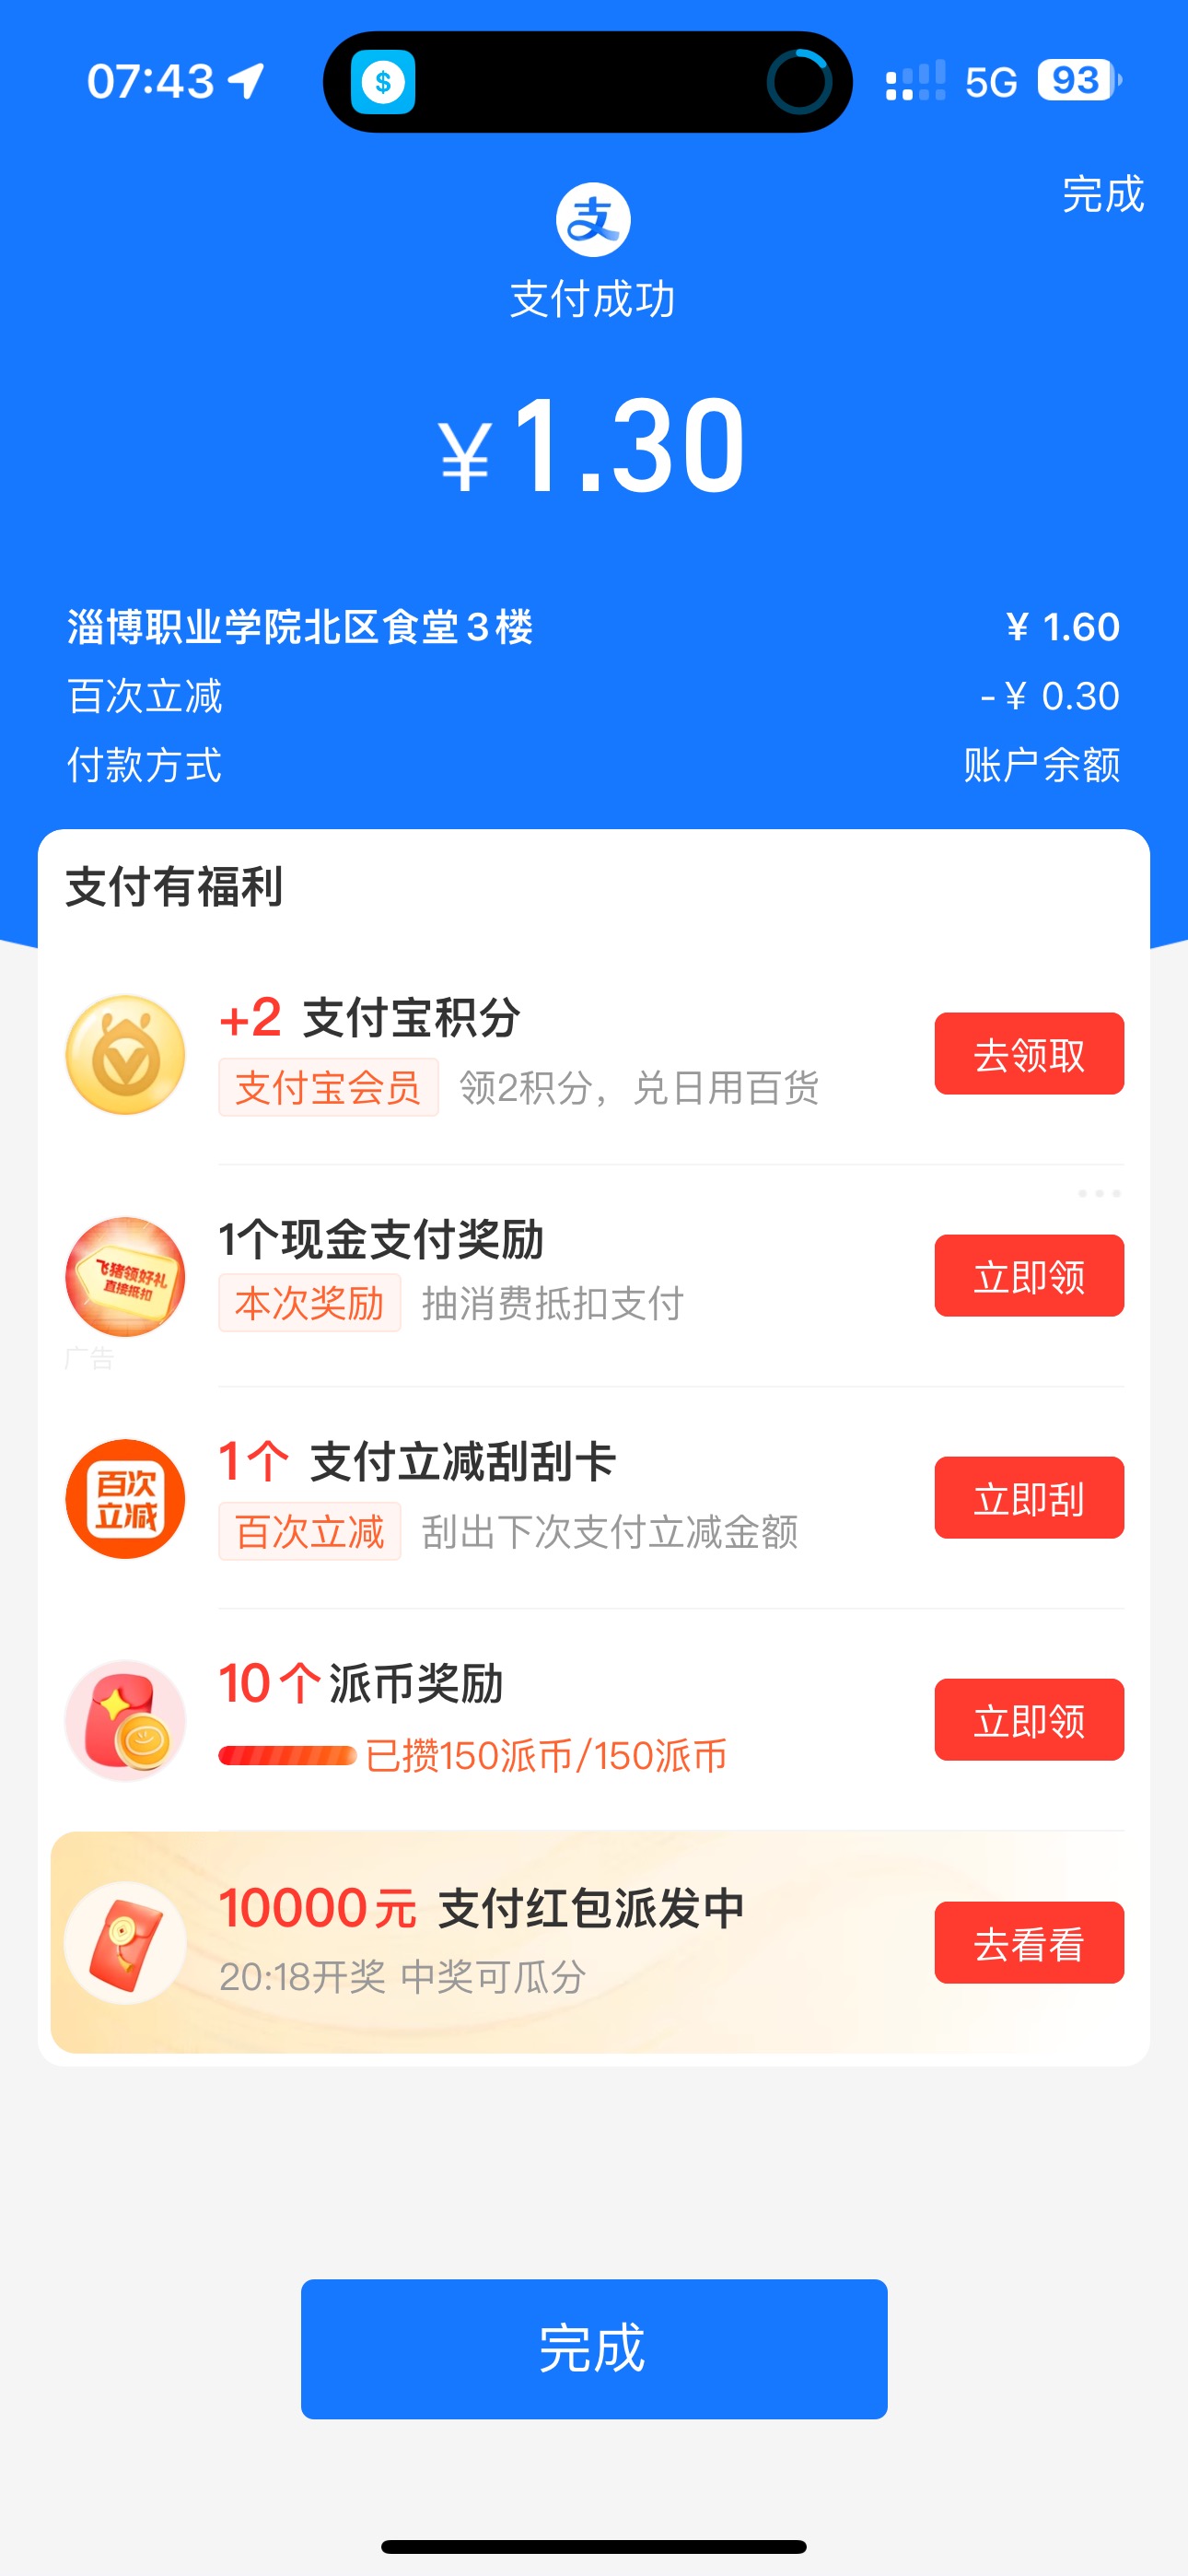 07:43
$
5G
93
完成
支
支付成功
¥1.30
淄博职业学院北区食堂3楼 ¥ 1.60
百次立减 -¥ 0.30
付款方式 账户余额
支付有福利
+2 支付宝积分
支付宝会员 领2积分，兑日用百货
去领取
飞猪领好礼
直接抵扣
广告
1个现金支付奖励
本次奖励 抽消费抵扣支付
立即领
百次
立减
1个 支付立减刮刮卡
百次立减 刮出下次支付立减金额
立即刮
10个派币奖励
已攒150派币/150派币
立即领
10000元 支付红包派发中
20:18开奖 中奖可瓜分
去看看
完成